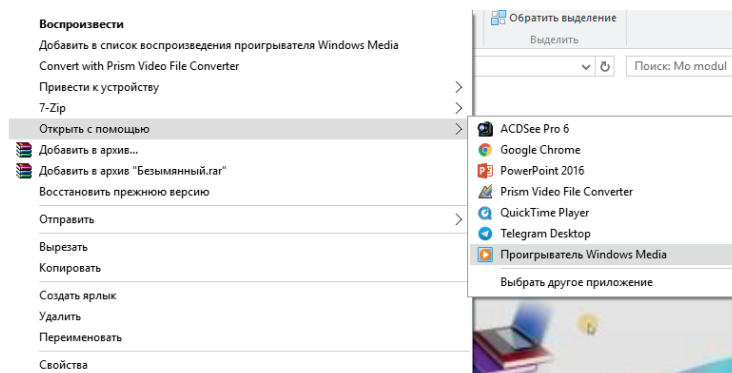 Воспроизвести
Добавить в список воспроизведения проигрывателя Windows Media
Convert with Prism Video File Converter
Привести к устройству
7-Zip
Открыть с помощью
Добавить в архив...
Добавить в архив "Безымянный.rar"
Восстановить прежнюю версию
Отправить
Вырезать
Копировать
Создать ярлык
Удалить
Переименовать
Свойства
Обратить выделение
Выделить
Поиск: Mo modul
ACDSee Pro 6
Google Chrome
PowerPoint 2016
Prism Video File Converter
QuickTime Player
Telegram Desktop
Проигрыватель Windows Media
Выбрать другое приложение